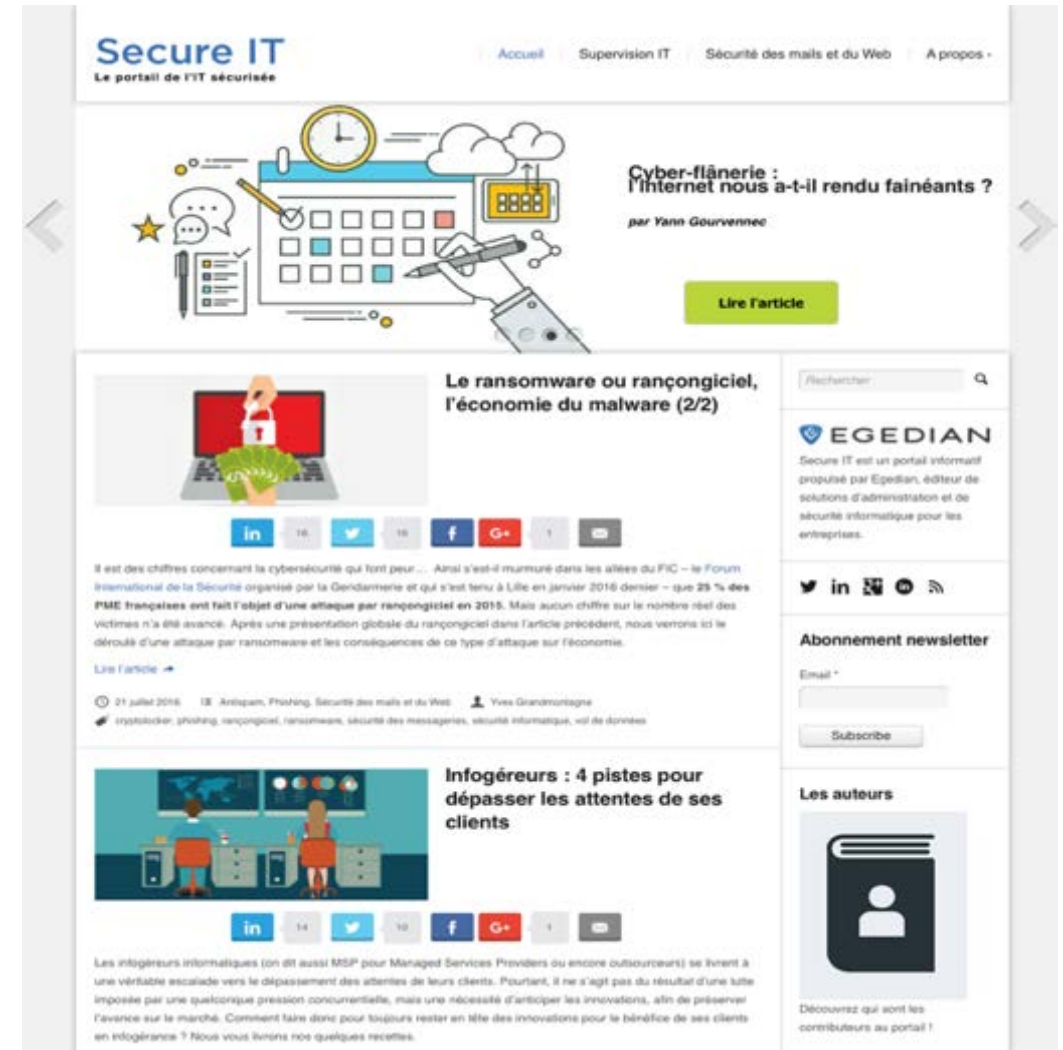 Secure IT
Le portail de l'IT sécurisée
Accueil
Supervision IT
Sécurité des mails et du Web
A propos
Cyber-flânerie :
l'internet nous a-t-il rendu fainéants ?
par Yann Gourvennec
Lire l'article
Le ransomware ou rançongiciel,
l'économie du malware (2/2)
in 16 16 f G+ 1
Il est des chiffres concernant la cybersécurité qui font peur… Ainsi s'est-il murmuré dans les allées du FIC – le Forum
International de la Sécurité organisé par la Gendarmerie et qui s'est tenu à Lille en janvier 2016 dernier – que 25 % des
PME françaises ont fait l'objet d'une attaque par rançongiciel en 2015. Mais aucun chiffre sur le nombre réel des
victimes n'a été avancé. Après une présentation globale du rançongiciel dans l'article précédent, nous verrons ici le
déroulé d'une attaque par ransomware et les conséquences de ce type d'attaque sur l'économie.
Lire l'article
21 juillet 2016 Antispam, Phishing, Sécurité des mails et du Web Yves Grandmontagne
cryptolocker, phishing, rançongiciel, ransomware, sécurité des messageries, sécurité informatique, vol de données
Infogéreurs : 4 pistes pour
dépasser les attentes de ses
clients
in 14 10 f G+ 1
Les infogéreurs informatiques (on dit aussi MSP pour Managed Services Providers ou encore outsourceurs) se livrent à
une véritable escalade vers le dépassement des attentes de leurs clients. Pourtant, il ne s'agit pas du résultat d'une lutte
imposée par une quelconque pression concurrentielle, mais une nécessité d'anticiper les innovations, afin de préserver
l'avance sur le marché. Comment faire donc pour toujours rester en tête des innovations pour le bénéfice de ses clients
en infogérance ? Nous vous livrons nos quelques recettes.
Rechercher
EGEDIAN
Secure IT est un portail informatif
propulsé par Egedian, éditeur de
solutions d'administration et de
sécurité informatique pour les
entreprises.
in
Abonnement newsletter
Email *
Subscribe
Les auteurs
Découvrez qui sont les
contributeurs au portail !